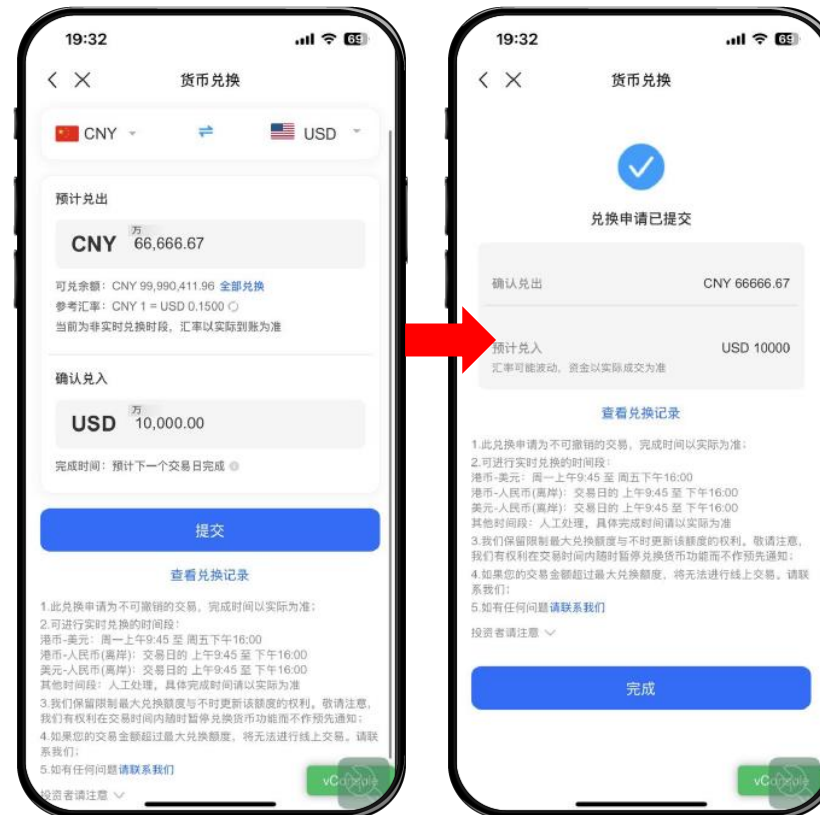 19:32
69
货币兑换
CNY
USD
预计兑出
万
CNY 66,666.67
可兑余额：CNY 99,990,411.96 全部兑换
参考汇率：CNY 1 = USD 0.1500
当前为非实时兑换时段，汇率以实际到账为准
确认兑入
万
USD 10,000.00
完成时间：预计下一个交易日完成
提交
查看兑换记录
1.此兑换申请为不可撤销的交易，完成时间以实际为准；
2.可进行实时兑换的时间段：
港币-美元：周一上午9:45 至 周五下午16:00
港币-人民币(离岸)：交易日的 上午9:45 至 下午16:00
美元-人民币(离岸)：交易日的 上午9:45 至 下午16:00
其他时间段：人工处理，具体完成时间请以实际为准
3.我们保留限制最大兑换额度与不时更新该额度的权利。敬请注意，
我们有权利在交易时间内随时暂停兑换货币功能而不作预先通知；
4.如果您的交易金额超过最大兑换额度，将无法进行线上交易。请联
系我们；
5.如有任何问题请联系我们
投资者请注意
vConsole
19:32
69
货币兑换
兑换申请已提交
确认兑出 CNY 66666.67
预计兑入 USD 10000
汇率可能波动，资金以实际成交为准
查看兑换记录
1.此兑换申请为不可撤销的交易，完成时间以实际为准；
2.可进行实时兑换的时间段：
港币-美元：周一上午9:45 至 周五下午16:00
港币-人民币(离岸)：交易日的 上午9:45 至 下午16:00
美元-人民币(离岸)：交易日的 上午9:45 至 下午16:00
其他时间段：人工处理，具体完成时间请以实际为准
3.我们保留限制最大兑换额度与不时更新该额度的权利。敬请注意，
我们有权利在交易时间内随时暂停兑换货币功能而不作预先通知；
4.如果您的交易金额超过最大兑换额度，将无法进行线上交易。请联
系我们；
5.如有任何问题请联系我们
投资者请注意
完成
vConsole